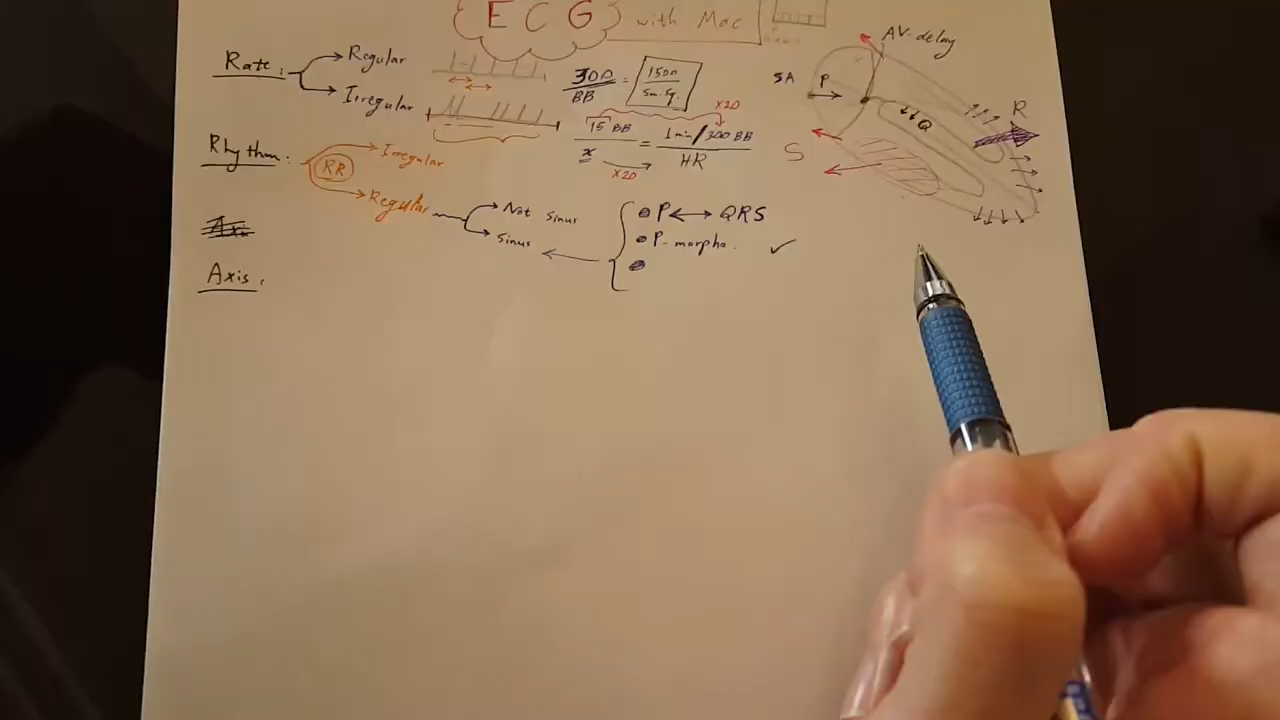 ECG with Mac
Rate: Regular
Irregular
300 / BB = 1500 / Sm.Sq.
15 BB / x = 1 min/300 BB / HR
x20
x20
Rhythm: RR Irregular
Regular
Not sinus
Sinus
P ↔ QRS
P-morpho. ✓
Axis:
AV-delay
SA P
Q
R
S